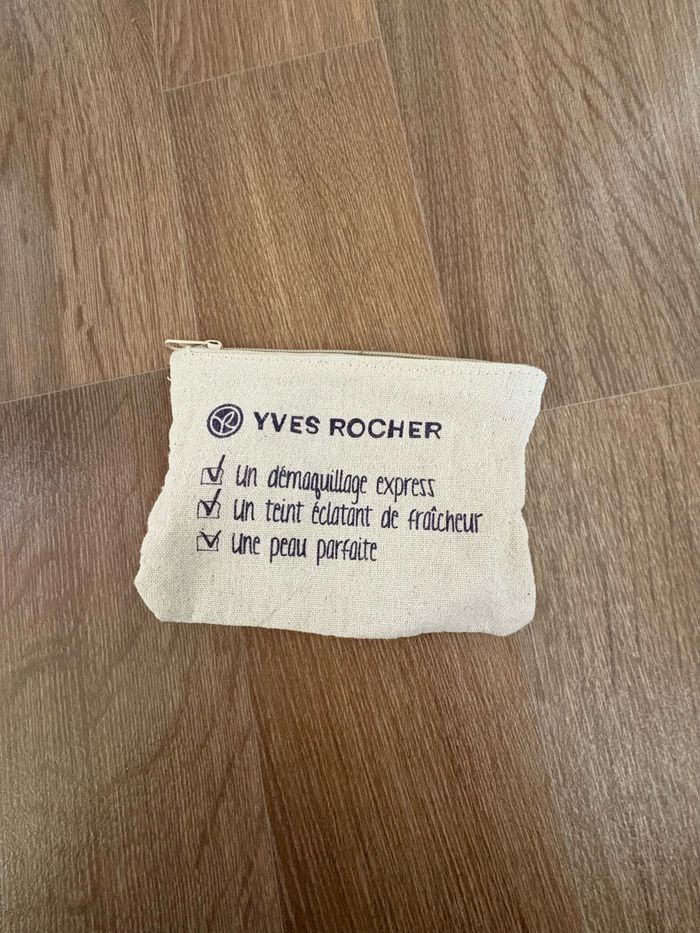 YVES ROCHER
Un démaquillage express
Un teint éclatant de fraîcheur
Une peau parfaite